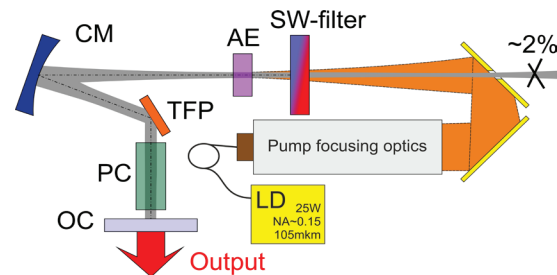 CM
AE
SW-filter
~2%
TFP
PC
Pump focusing optics
OC
LD
25W
NA~0.15
105mkm
Output